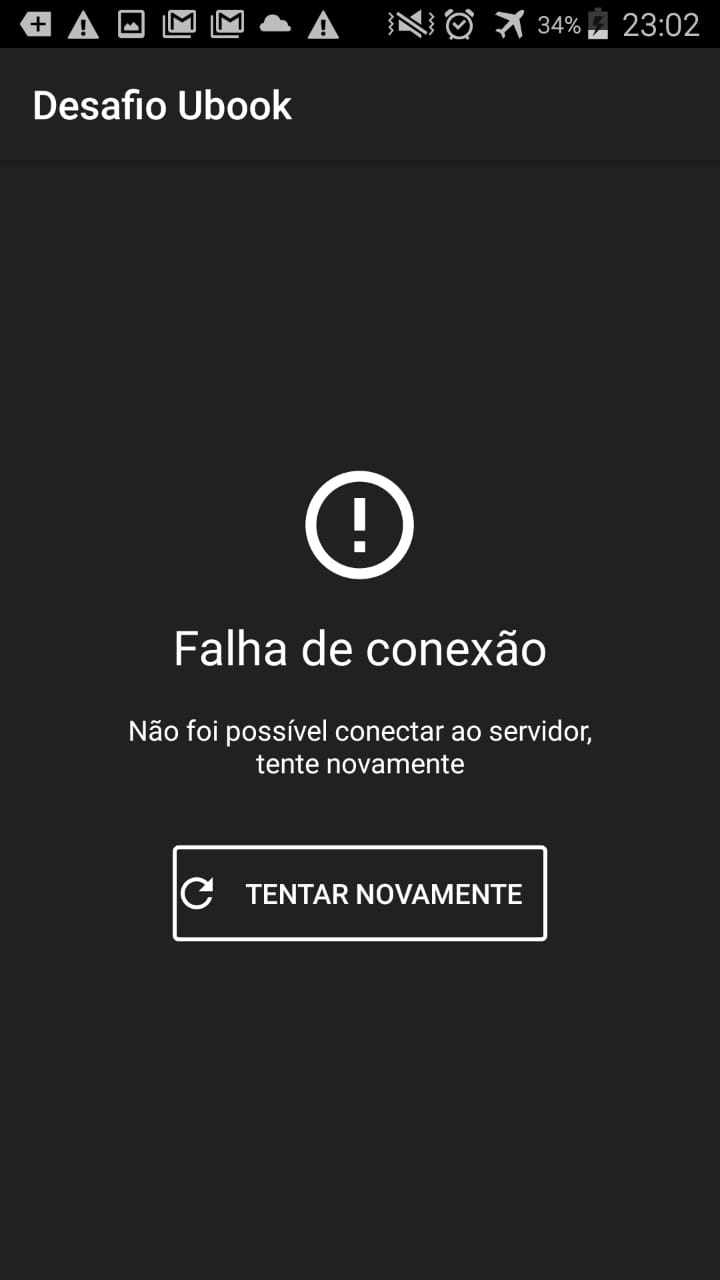 34% 23:02
Desafio Ubook
Falha de conexão
Não foi possível conectar ao servidor,
tente novamente
TENTAR NOVAMENTE